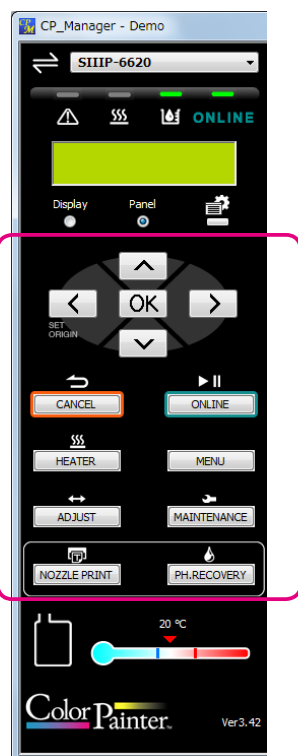 CP_Manager - Demo
SIIIP-6620
ONLINE
Display Panel
OK
SET
ORIGIN
CANCEL ONLINE
HEATER MENU
ADJUST MAINTENANCE
NOZZLE PRINT PH.RECOVERY
20 ℃
Color Painter. Ver3.42